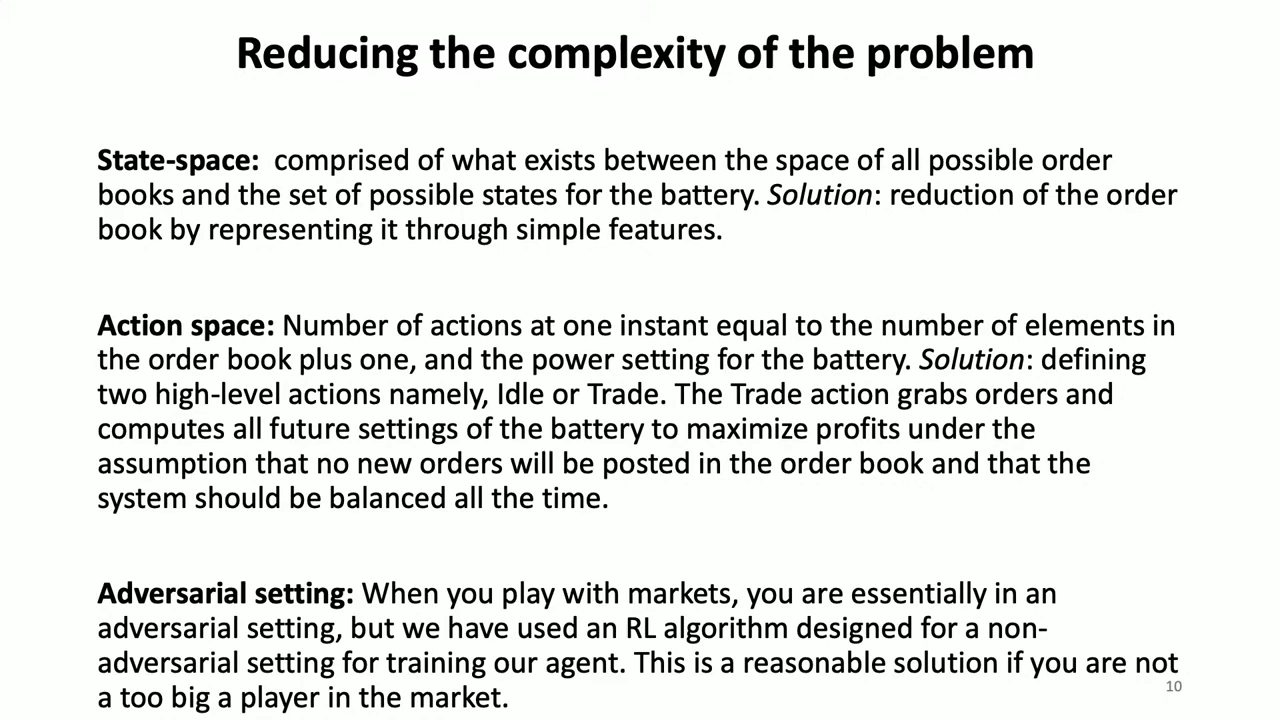 Reducing the complexity of the problem
State-space: comprised of what exists between the space of all possible order
books and the set of possible states for the battery. Solution: reduction of the order
book by representing it through simple features.
Action space: Number of actions at one instant equal to the number of elements in
the order book plus one, and the power setting for the battery. Solution: defining
two high-level actions namely, Idle or Trade. The Trade action grabs orders and
computes all future settings of the battery to maximize profits under the
assumption that no new orders will be posted in the order book and that the
system should be balanced all the time.
Adversarial setting: When you play with markets, you are essentially in an
adversarial setting, but we have used an RL algorithm designed for a non-
adversarial setting for training our agent. This is a reasonable solution if you are not
a too big a player in the market.
10